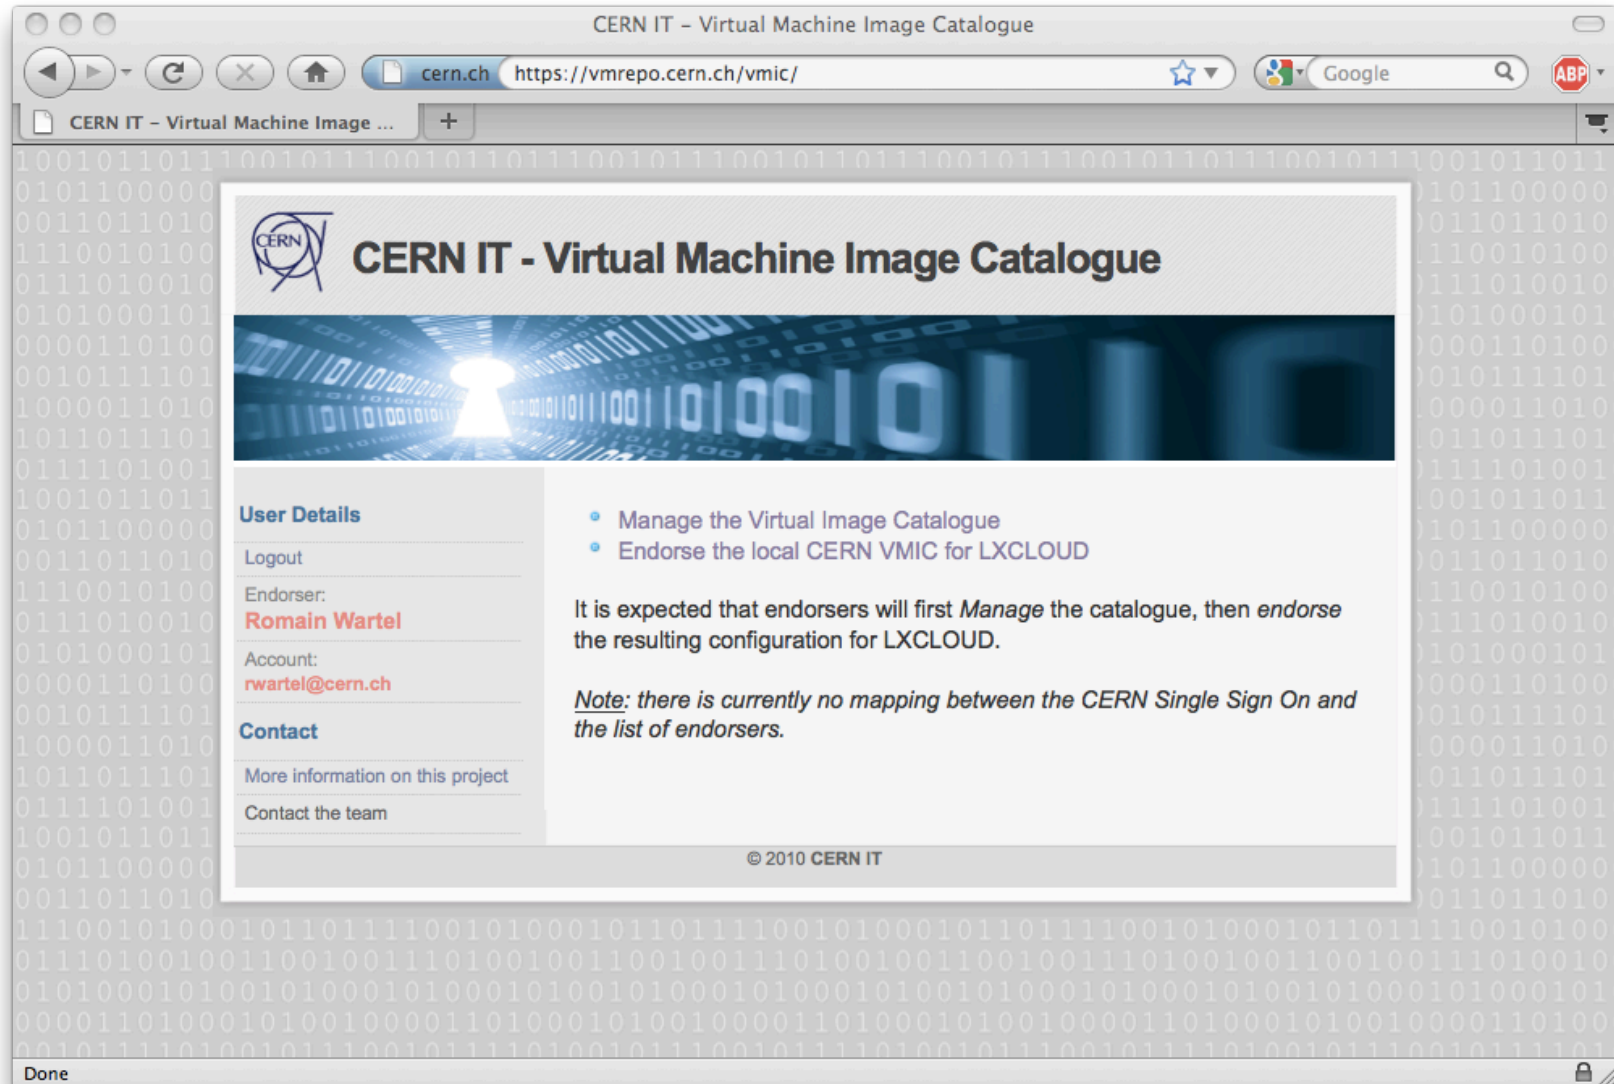 CERN IT – Virtual Machine Image Catalogue
cern.ch https://vmrepo.cern.ch/vmic/
Google
ABP
CERN IT – Virtual Machine Image ...
CERN
CERN IT - Virtual Machine Image Catalogue
User Details
Logout
Endorser:
Romain Wartel
Account:
rwartel@cern.ch
Contact
More information on this project
Contact the team
Manage the Virtual Image Catalogue
Endorse the local CERN VMIC for LXCLOUD
It is expected that endorsers will first Manage the catalogue, then endorse
the resulting configuration for LXCLOUD.
Note: there is currently no mapping between the CERN Single Sign On and
the list of endorsers.
© 2010 CERN IT
Done